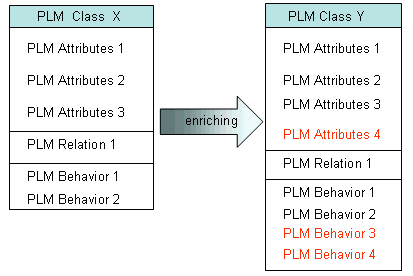 PLM Class X
PLM Attributes 1
PLM Attributes 2
PLM Attributes 3
PLM Relation 1
PLM Behavior 1
PLM Behavior 2
enriching
PLM Class Y
PLM Attributes 1
PLM Attributes 2
PLM Attributes 3
PLM Attributes 4
PLM Relation 1
PLM Behavior 1
PLM Behavior 2
PLM Behavior 3
PLM Behavior 4